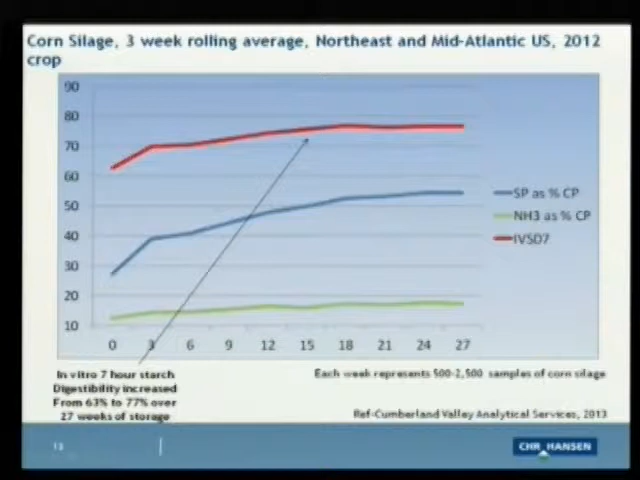 Corn Silage, 3 week rolling average, Northeast and Mid-Atlantic US, 2012
crop
90
80
70
60
50
40
30
20
10
SP as % CP
NH3 as % CP
IVSD7
0 3 6 9 12 15 18 21 24 27
In vitro 7 hour starch
Digestibility increased
From 63% to 77% over
27 weeks of storage
Each week represents 500-2,500 samples of corn silage
Ref-Cumberland Valley Analytical Services, 2013
13
CHR HANSEN